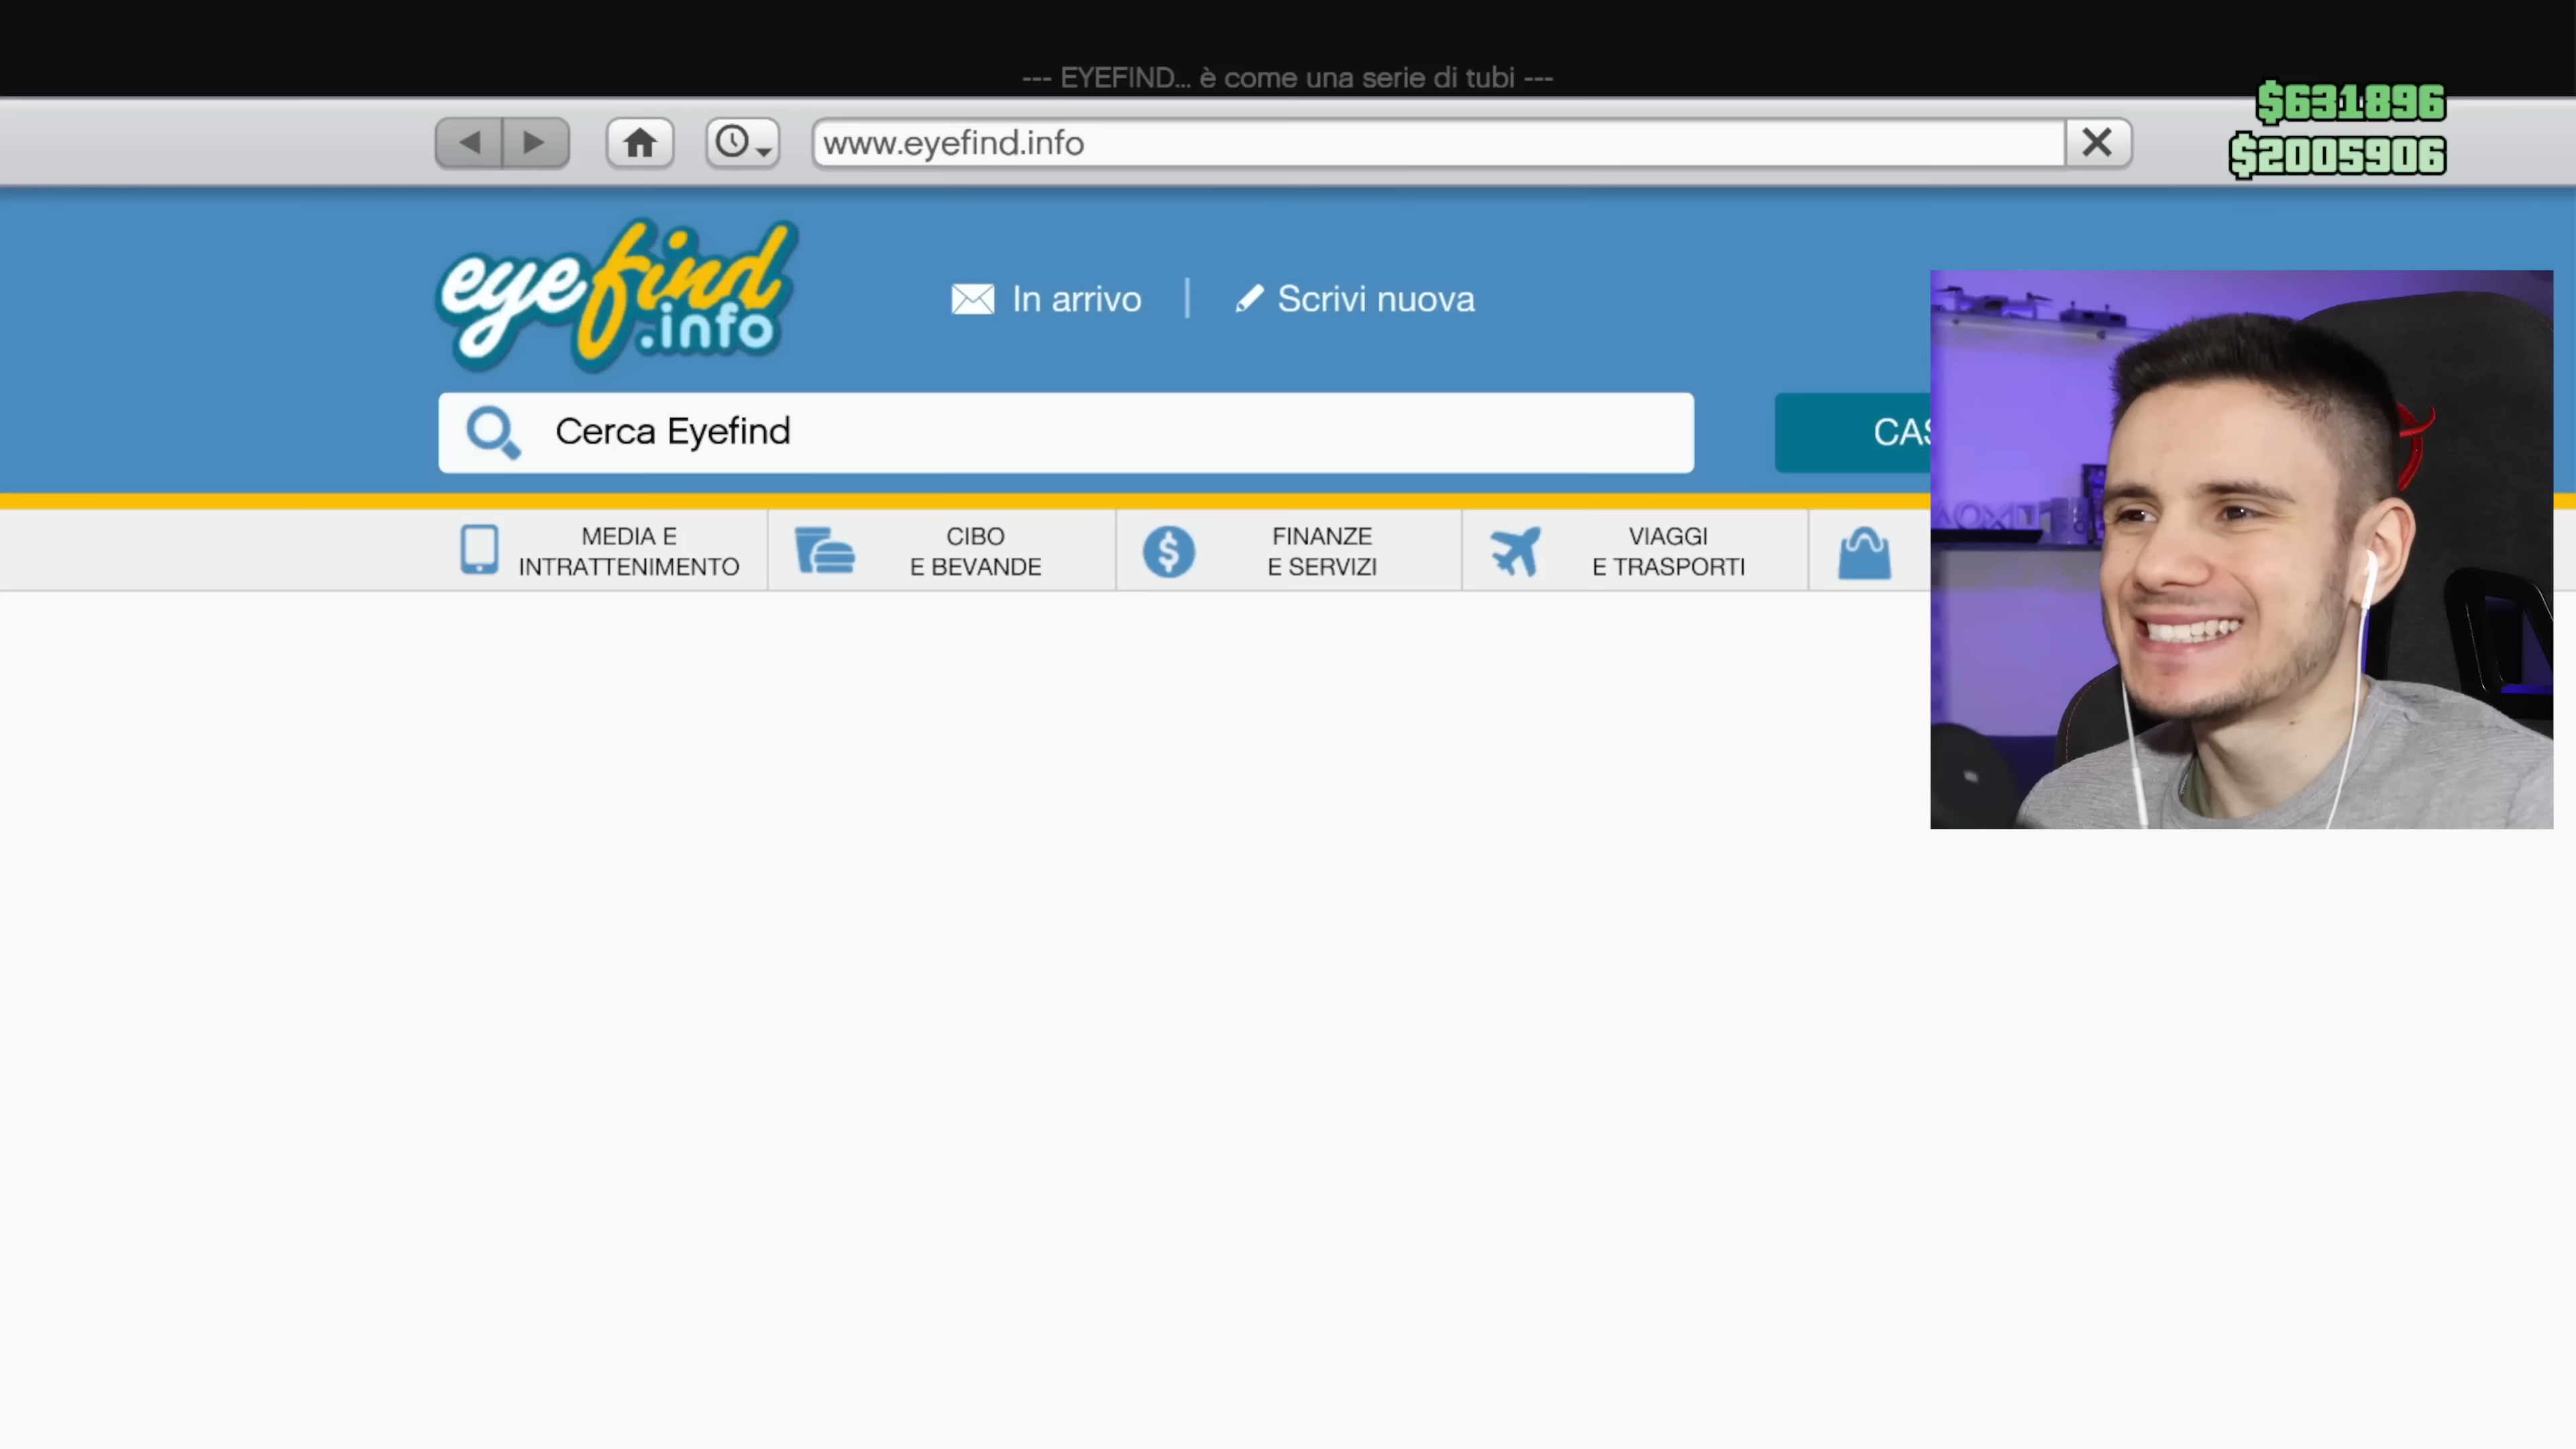 --- EYEFIND... è come una serie di tubi ---
$631896
$2005906
www.eyefind.info
eyefind
.info
In arrivo | Scrivi nuova
Cerca Eyefind
MEDIA E
INTRATTENIMENTO
CIBO
E BEVANDE
FINANZE
E SERVIZI
VIAGGI
E TRASPORTI